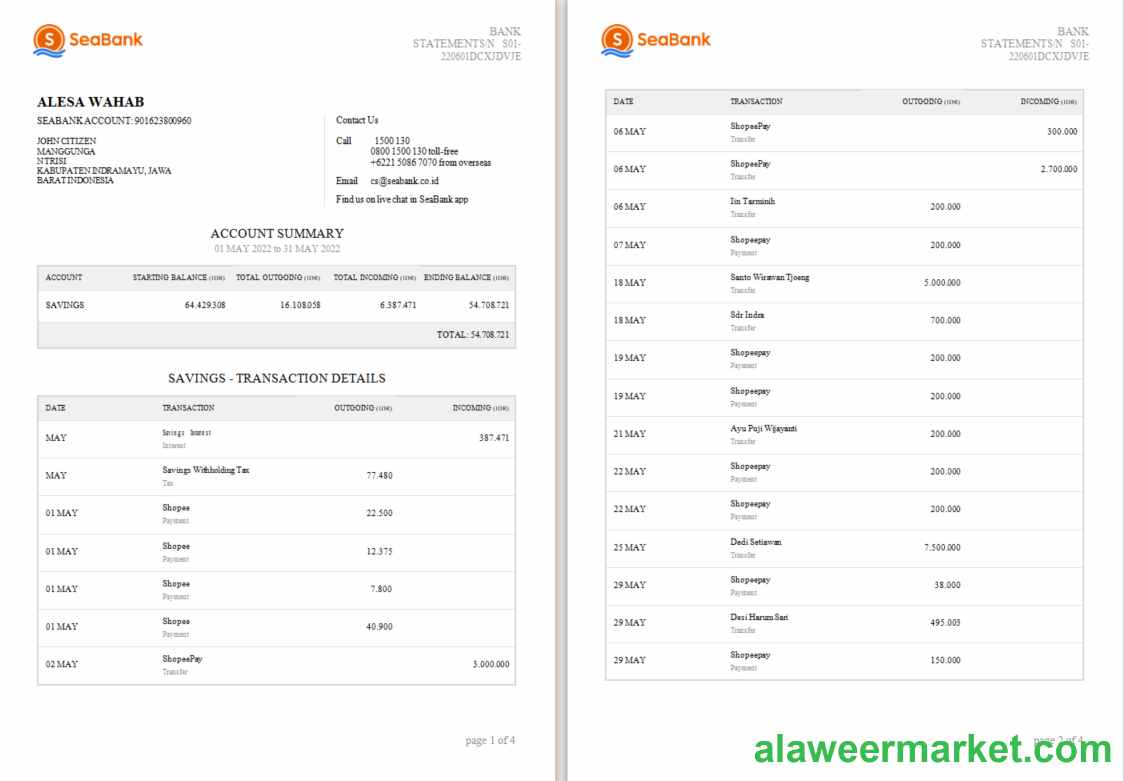 SeaBank
BANK
STATEMENTS/N S01-
220601DCXJDVJE
ALESA WAHAB
SEABANK ACCOUNT: 901623800960
JOHN CITIZEN
MANGGUNGA
NTRISI
KABUPATEN INDRAMAYU, JAWA
BARAT INDONESIA
Contact Us
Call 1500 130
0800 1500 130 toll-free
+6221 5086 7070 from overseas
Email cs@seabank.co.id
Find us on live chat in SeaBank app
ACCOUNT SUMMARY
01 MAY 2022 to 31 MAY 2022
ACCOUNT STARTING BALANCE (IDR) TOTAL OUTGOING (IDR) TOTAL INCOMING (IDR) ENDING BALANCE (IDR)
SAVINGS 64.429.308 16.108.058 6.387.471 54.708.721
TOTAL: 54.708.721
SAVINGS - TRANSACTION DETAILS
DATE TRANSACTION OUTGOING (IDR) INCOMING (IDR)
MAY Savings Interest 387.471
Interest
MAY Savings Withholding Tax 77.480
Tax
01 MAY Shopee 22.500
Payment
01 MAY Shopee 12.375
Payment
01 MAY Shopee 7.800
Payment
01 MAY Shopee 40.900
Payment
02 MAY ShopeePay 3.000.000
Transfer
page 1 of 4
SeaBank
BANK
STATEMENTS/N S01-
220601DCXJDVJE
DATE TRANSACTION OUTGOING (IDR) INCOMING (IDR)
06 MAY ShopeePay 300.000
Transfer
06 MAY ShopeePay 2.700.000
Transfer
06 MAY Iin Tarminih 200.000
Transfer
07 MAY Shopeepay 200.000
Payment
18 MAY Santo Wirawan Tjoeng 5.000.000
Transfer
18 MAY Sdr Indra 700.000
Transfer
19 MAY Shopeepay 200.000
Payment
19 MAY Shopeepay 200.000
Payment
21 MAY Ayu Puji Wijayanti 200.000
Transfer
22 MAY Shopeepay 200.000
Payment
22 MAY Shopeepay 200.000
Payment
25 MAY Dedi Setiawan 7.500.000
Transfer
29 MAY Shopeepay 38.000
Payment
29 MAY Desi Harum Sari 495.003
Transfer
29 MAY Shopeepay 150.000
Payment
page 2 of 4
alaweermarket.com